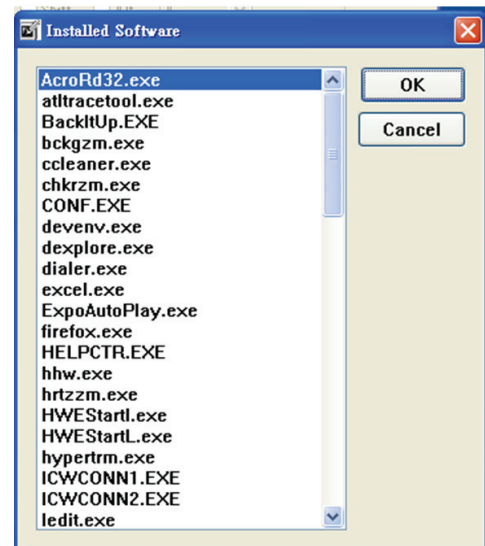 Installed Software
AcroRd32.exe
atltracetool.exe
BackItUp.EXE
bckgzm.exe
ccleaner.exe
chkrzm.exe
CONF.EXE
devenv.exe
dexplore.exe
dialer.exe
excel.exe
ExpoAutoPlay.exe
firefox.exe
HELPCTR.EXE
hhw.exe
hrtzzm.exe
HWEStartI.exe
HWEStartL.exe
hypertrm.exe
ICWCONN1.EXE
ICWCONN2.EXE
Iedit.exe
OK
Cancel